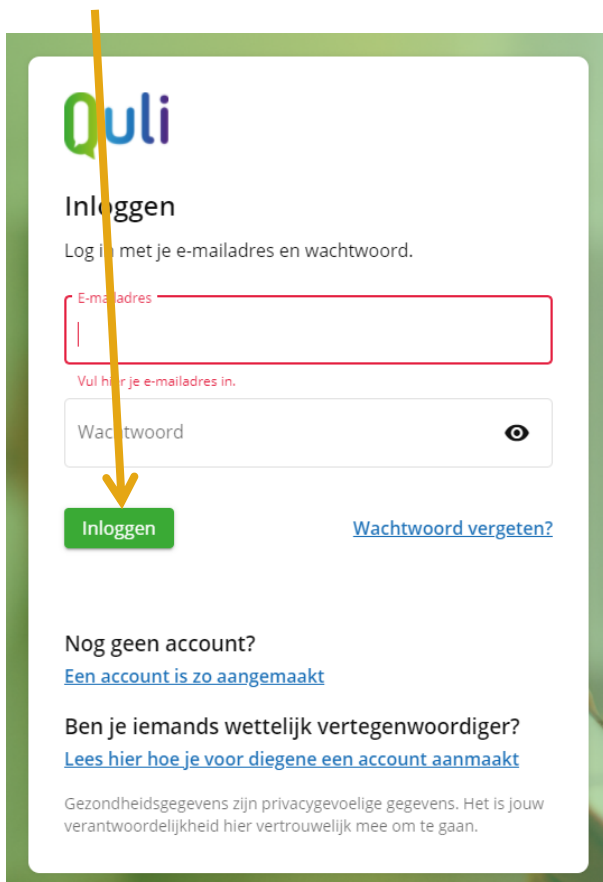 Quli
Inloggen
Log in met je e-mailadres en wachtwoord.
E-mailadres
Vul hier je e-mailadres in.
Wachtwoord
Inloggen
Wachtwoord vergeten?
Nog geen account?
Een account is zo aangemaakt
Ben je iemands wettelijk vertegenwoordiger?
Lees hier hoe je voor diegene een account aanmaakt
Gezondheidsgegevens zijn privacygevoelige gegevens. Het is jouw
verantwoordelijkheid hier vertrouwelijk mee om te gaan.